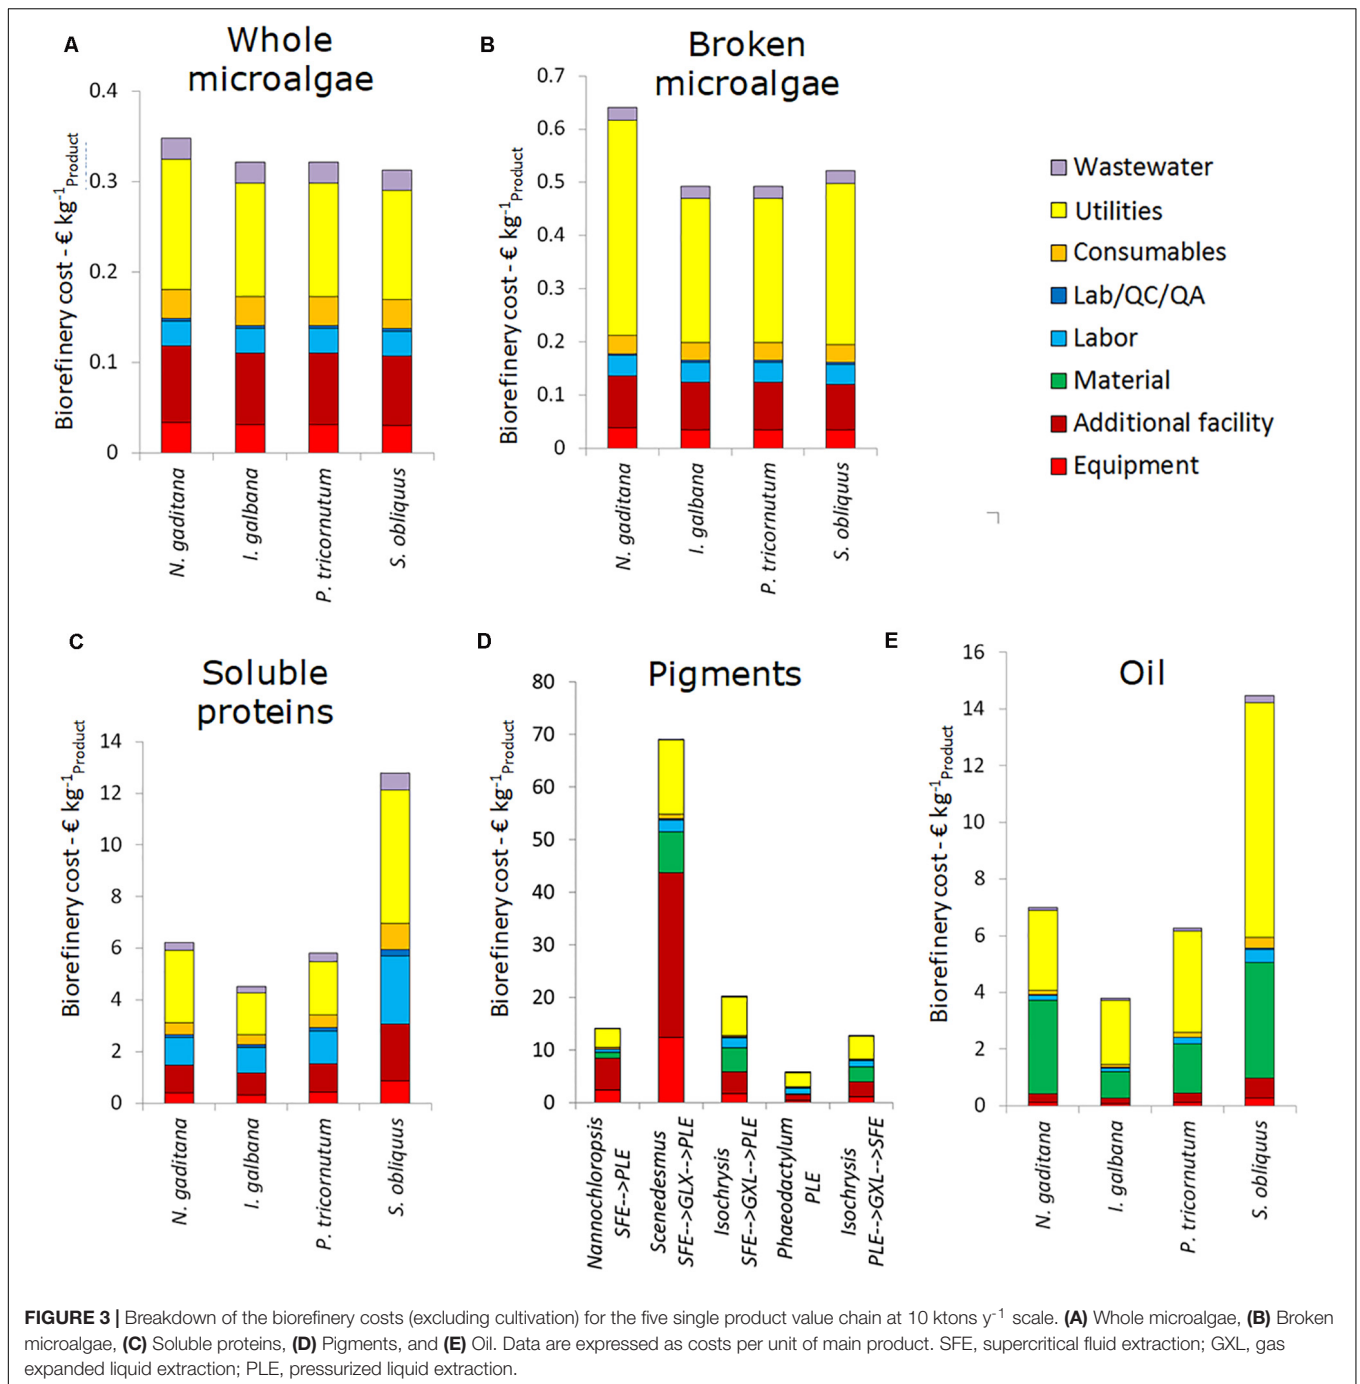 A
Whole
microalgae
Biorefinery cost - € kg-1Product
0.4
0.3
0.2
0.1
0
N. gaditana
I. galbana
P. tricornutum
S. obliquus
B
Broken
microalgae
Biorefinery cost - € kg-1Product
0.7
0.6
0.5
0.4
0.3
0.2
0.1
0
N. gaditana
I. galbana
P. tricornutum
S. obliquus
Wastewater
Utilities
Consumables
Lab/QC/QA
Labor
Material
Additional facility
Equipment
C
Soluble
proteins
Biorefinery cost - € kg-1Product
14
12
10
8
6
4
2
0
N. gaditana
I. galbana
P. tricornutum
S. obliquus
D
Pigments
Biorefinery cost - € kg-1Product
80
70
60
50
40
30
20
10
0
Nannochloropsis
SFE-->PLE
Scenedesmus
SFE-->GLX-->PLE
Isochrysis
SFE-->GXL-->PLE
Phaeodactylum
PLE
Isochrysis
PLE-->GXL-->SFE
E
Oil
Biorefinery cost - € kg-1Product
16
14
12
10
8
6
4
2
0
N. gaditana
I. galbana
P. tricornutum
S. obliquus
FIGURE 3 | Breakdown of the biorefinery costs (excluding cultivation) for the five single product value chain at 10 ktons y-1 scale. (A) Whole microalgae, (B) Broken
microalgae, (C) Soluble proteins, (D) Pigments, and (E) Oil. Data are expressed as costs per unit of main product. SFE, supercritical fluid extraction; GXL, gas
expanded liquid extraction; PLE, pressurized liquid extraction.